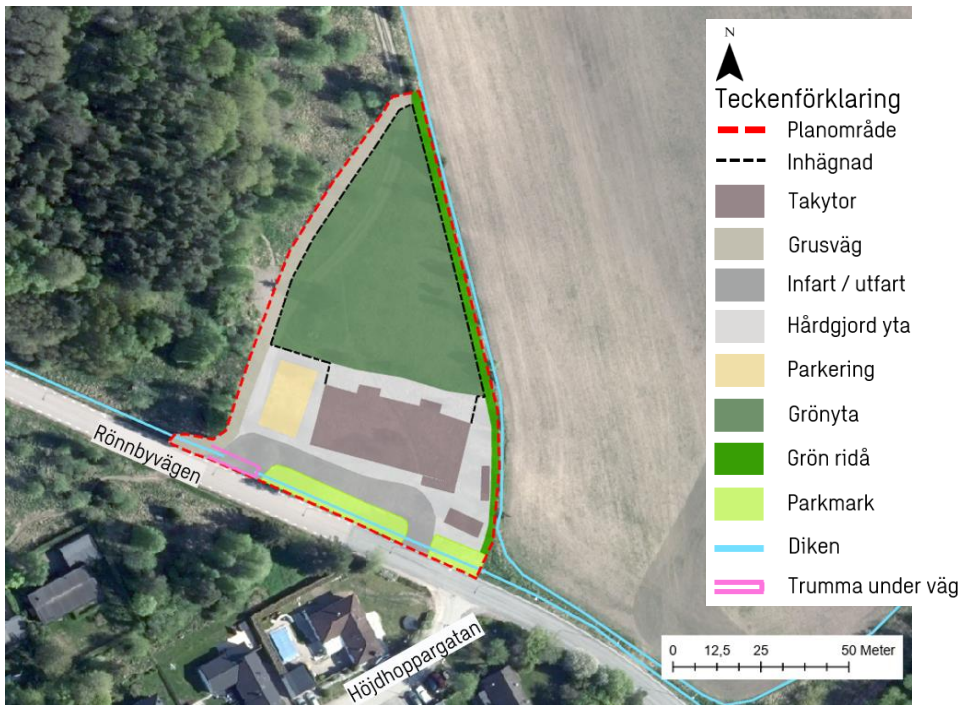 N
Teckenförklaring
Planområde
Inhägnad
Takytor
Grusväg
Infart / utfart
Hårdgjord yta
Parkering
Grönyta
Grön ridå
Parkmark
Diken
Trumma under väg
Rönnbyvägen
Höjdhoppargatan
0 12,5 25 50 Meter